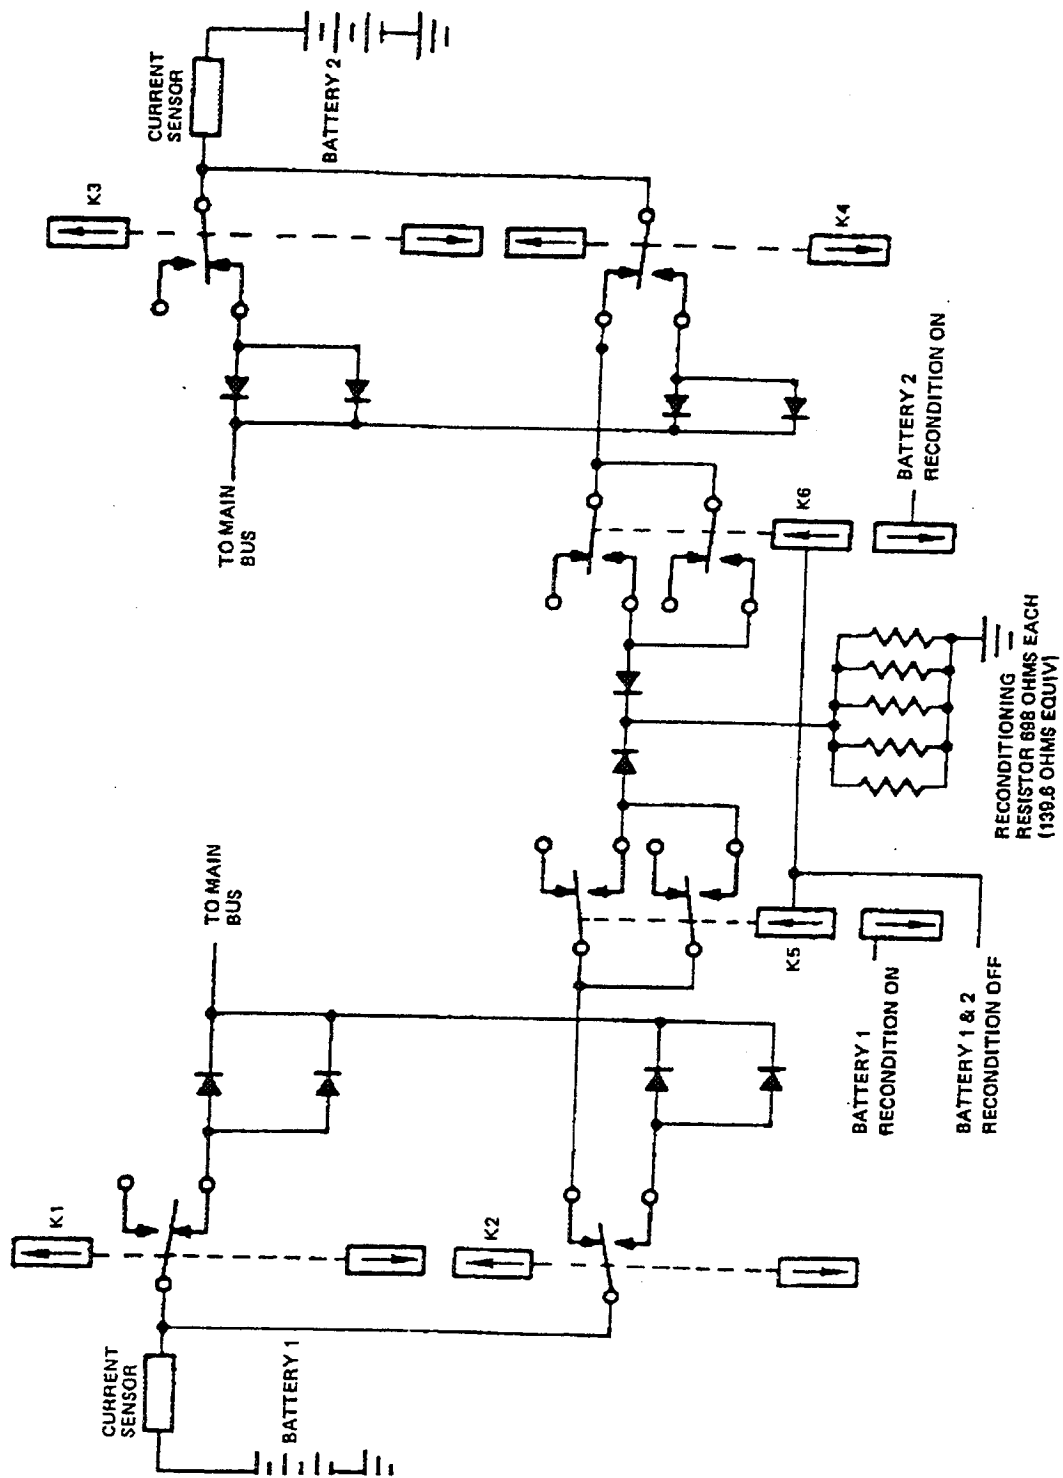 CURRENT
SENSOR
BATTERY 1
K1
K2
TO MAIN
BUS
BATTERY 1
RECONDITION ON
BATTERY 1 & 2
RECONDITION OFF
K5
RECONDITIONING
RESISTOR 698 OHMS EACH
(139.6 OHMS EQUIV)
TO MAIN
BUS
K6
BATTERY 2
RECONDITION ON
K3
K4
CURRENT
SENSOR
BATTERY 2